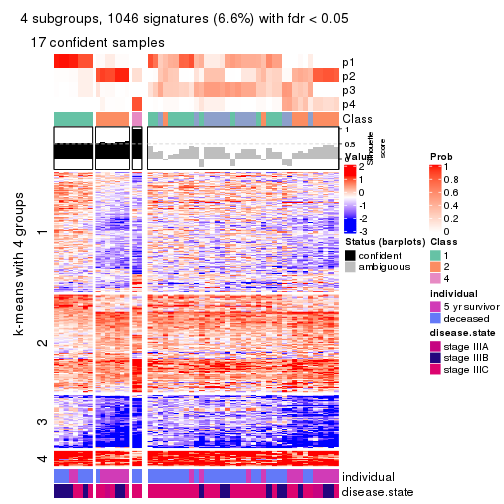 4 subgroups, 1046 signatures (6.6%) with fdr < 0.05
17 confident samples
p1
p2
p3
p4
Class
1
0.5
0
Silhouette
score
k-means with 4 groups
1
2
3
4
individual
disease.state
Value
2
1
0
-1
-2
-3
Status (barplots)
confident
ambiguous
Prob
1
0.8
0.6
0.4
0.2
0
Class
1
2
4
individual
5 yr survivor
deceased
disease.state
stage IIIA
stage IIIB
stage IIIC